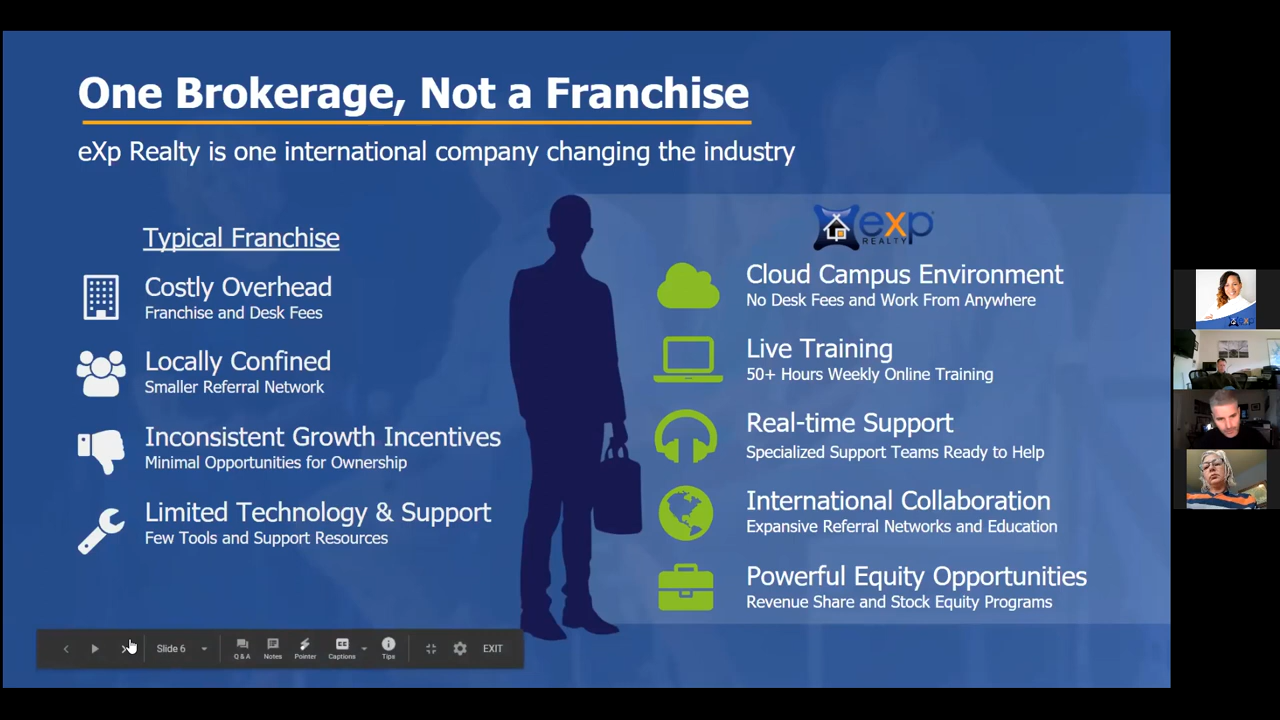 One Brokerage, Not a Franchise
eXp Realty is one international company changing the industry
Typical Franchise
Costly Overhead
Franchise and Desk Fees
Locally Confined
Smaller Referral Network
Inconsistent Growth Incentives
Minimal Opportunities for Ownership
Limited Technology & Support
Few Tools and Support Resources
eXp
REALTY
Cloud Campus Environment
No Desk Fees and Work From Anywhere
Live Training
50+ Hours Weekly Online Training
Real-time Support
Specialized Support Teams Ready to Help
International Collaboration
Expansive Referral Networks and Education
Powerful Equity Opportunities
Revenue Share and Stock Equity Programs
Slide 6
Q & A
Notes
Pointer
CC
Captions
Tips
EXIT